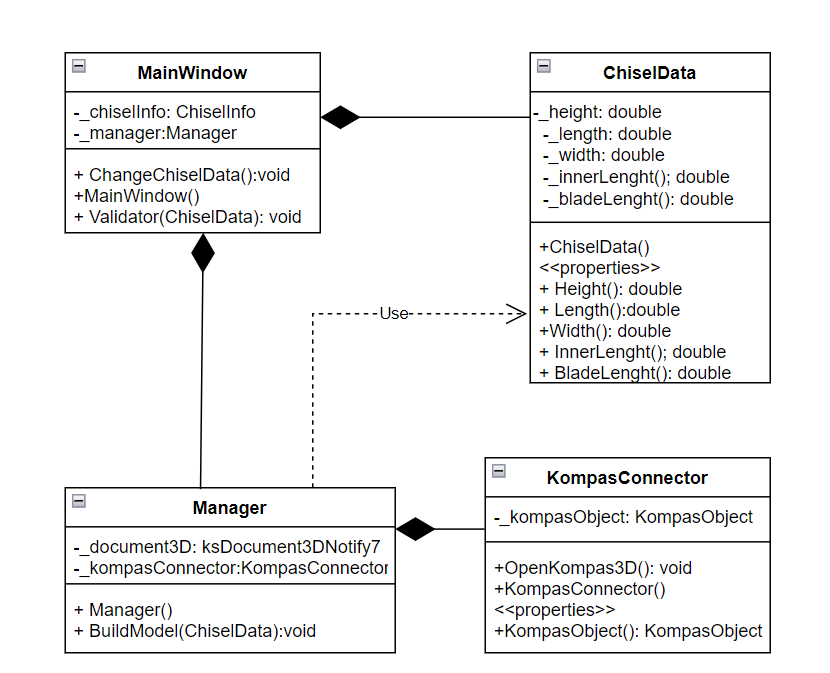 MainWindow
-_chiselInfo: ChiselInfo
-_manager:Manager
+ ChangeChiselData():void
+MainWindow()
+ Validator(ChiselData): void
ChiselData
-_height: double
-_length: double
-_width: double
-_innerLenght(); double
-_bladeLenght(): double
+ChiselData()
<<properties>>
+ Height(): double
+ Length():double
+Width(): double
+ InnerLenght(); double
+ BladeLenght(): double
Use
Manager
-_document3D: ksDocument3DNotify7
-_kompasConnector:KompasConnector
+ Manager()
+ BuildModel(ChiselData):void
KompasConnector
-_kompasObject: KompasObject
+OpenKompas3D(): void
+KompasConnector()
<<properties>>
+KompasObject(): KompasObject